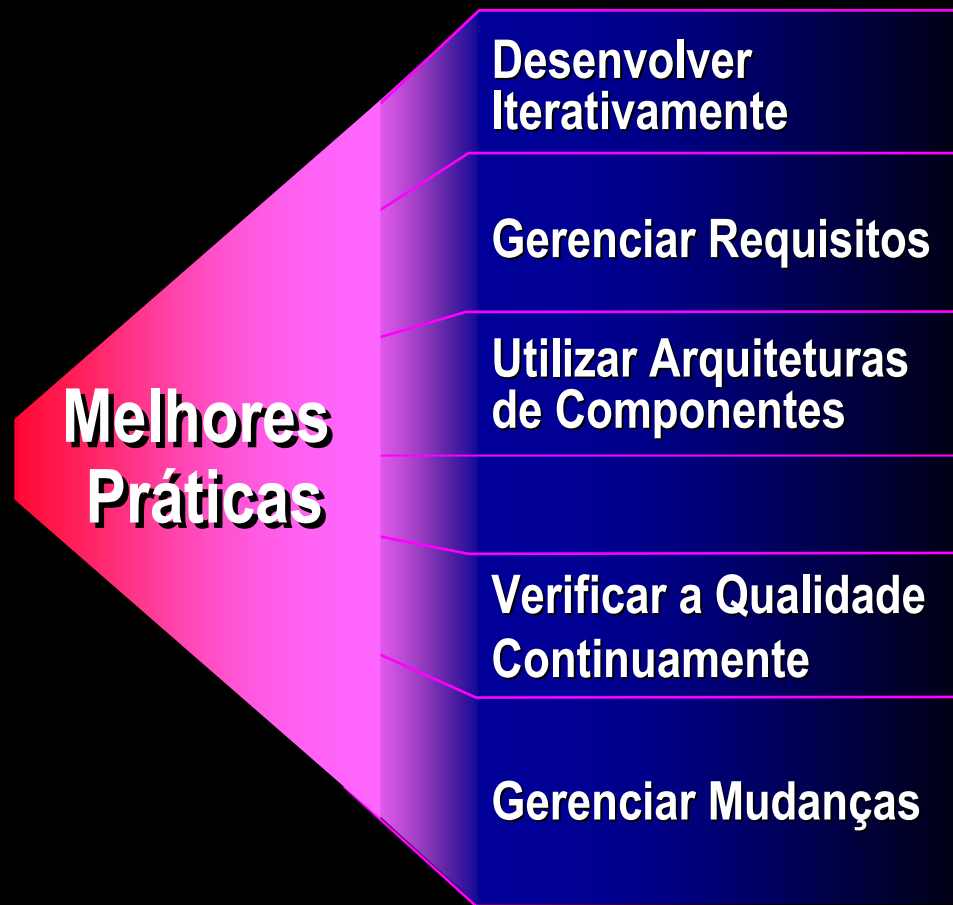 Melhores
Práticas
Desenvolver
Iterativamente
Gerenciar Requisitos
Utilizar Arquiteturas
de Componentes
Verificar a Qualidade
Continuamente
Gerenciar Mudanças